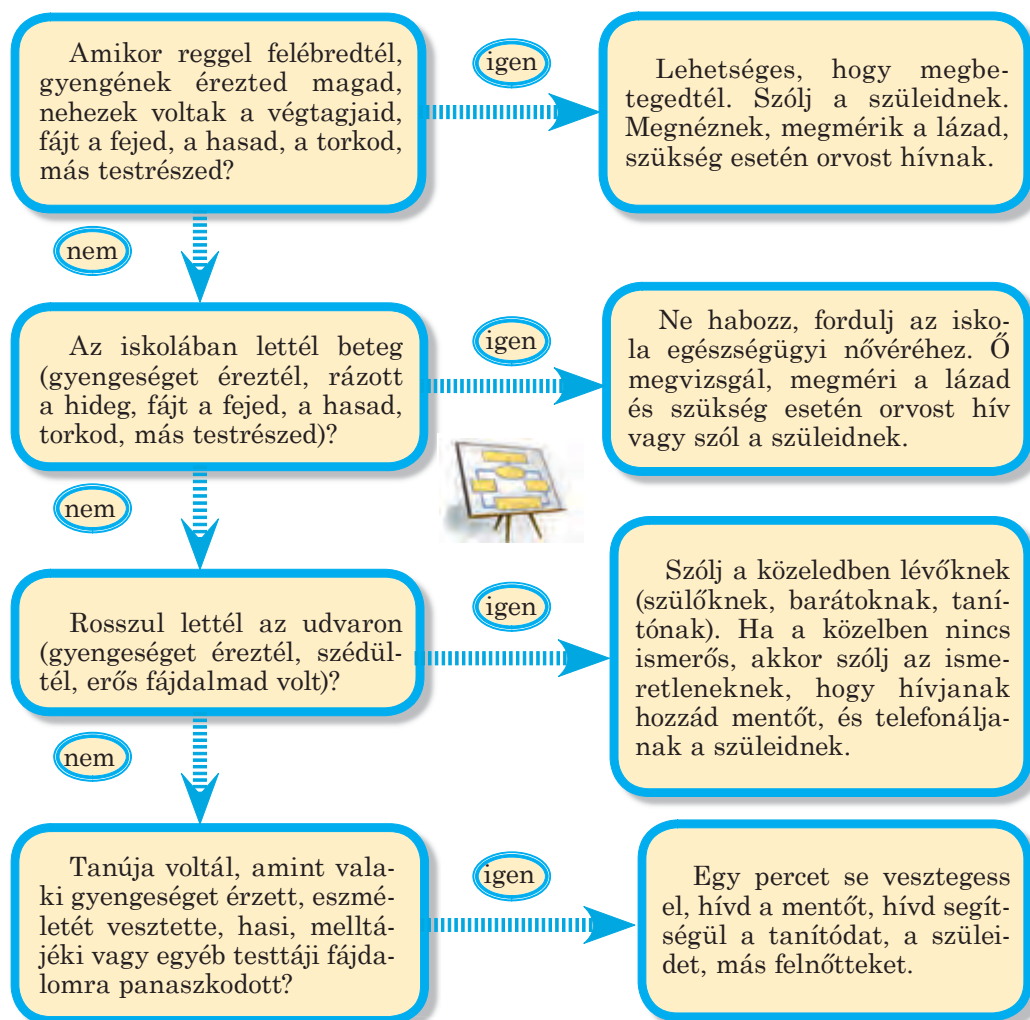 Amikor reggel felébredtél,
gyengének érezted magad,
nehezek voltak a végtagjaid,
fájt a fejed, a hasad, a torkod,
más testrészed?
igen
Lehetséges, hogy megbe-
tegedtél. Szólj a szüleidnek.
Megnéznek, megmérik a lázad,
szükség esetén orvost hívnak.
nem
Az iskolában lettél beteg
(gyengeséget éreztél, rázott
a hideg, fájt a fejed, a hasad,
torkod, más testrészed)?
igen
Ne habozz, fordulj az isko-
la egészségügyi nővéréhez. Ő
megvizsgál, megméri a lázad
és szükség esetén orvost hív
vagy szól a szüleidnek.
nem
Rosszul lettél az udvaron
(gyengeséget éreztél, szédül-
tél, erős fájdalmad volt)?
igen
Szólj a közeledben lévőknek
(szülőknek, barátoknak, taní-
tónak). Ha a közelben nincs
ismerős, akkor szólj az isme-
retleneknek, hogy hívjanak
hozzád mentőt, és telefonálja-
nak a szüleidnek.
nem
Tanúja voltál, amint vala-
ki gyengeséget érzett, eszmé-
letét vesztette, hasi, melltá-
jéki vagy egyéb testtáji fájda-
lomra panaszkodott?
igen
Egy percet se vesztegess
el, hívd a mentőt, hívd segít-
ségül a tanítódat, a szülei-
det, más felnőtteket.